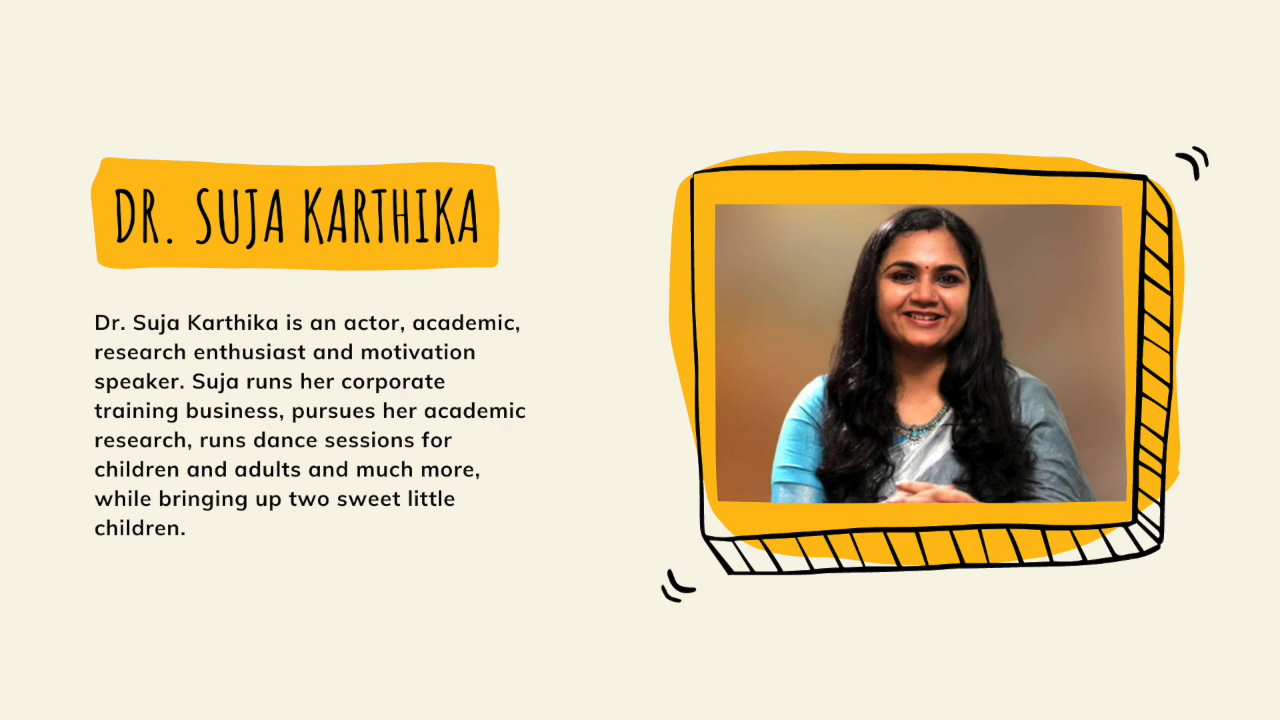 DR. SUJA KARTHIKA
Dr. Suja Karthika is an actor, academic,
research enthusiast and motivation
speaker. Suja runs her corporate
training business, pursues her academic
research, runs dance sessions for
children and adults and much more,
while bringing up two sweet little
children.